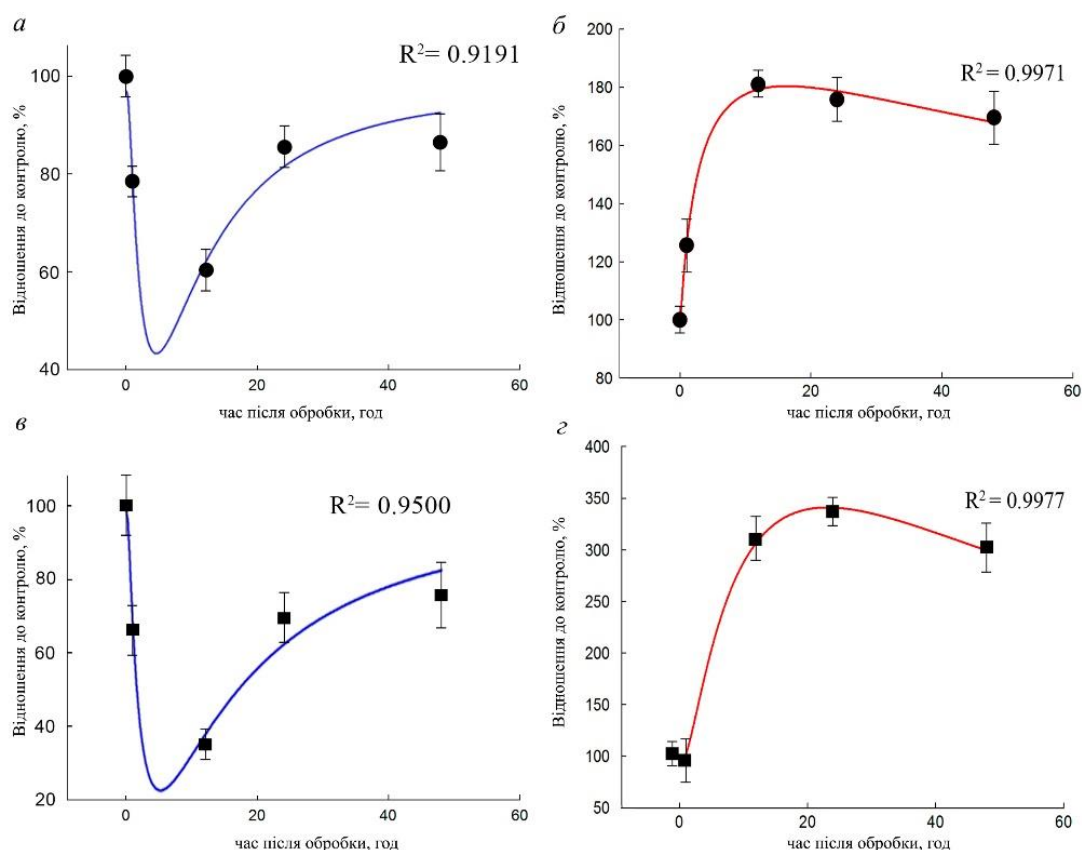 а
R²= 0.9191
Відношення до контролю, %
100
80
60
40
0
20
40
60
час після обробки, год
б
R² = 0.9971
Відношення до контролю, %
200
180
160
140
120
100
80
0
20
40
60
час після обробки, год
в
R²= 0.9500
Відношення до контролю, %
100
80
60
40
20
0
20
40
60
час після обробки, год
г
R² = 0.9977
Відношення до контролю, %
400
350
300
250
200
150
100
50
0
20
40
60
час після обробки, год